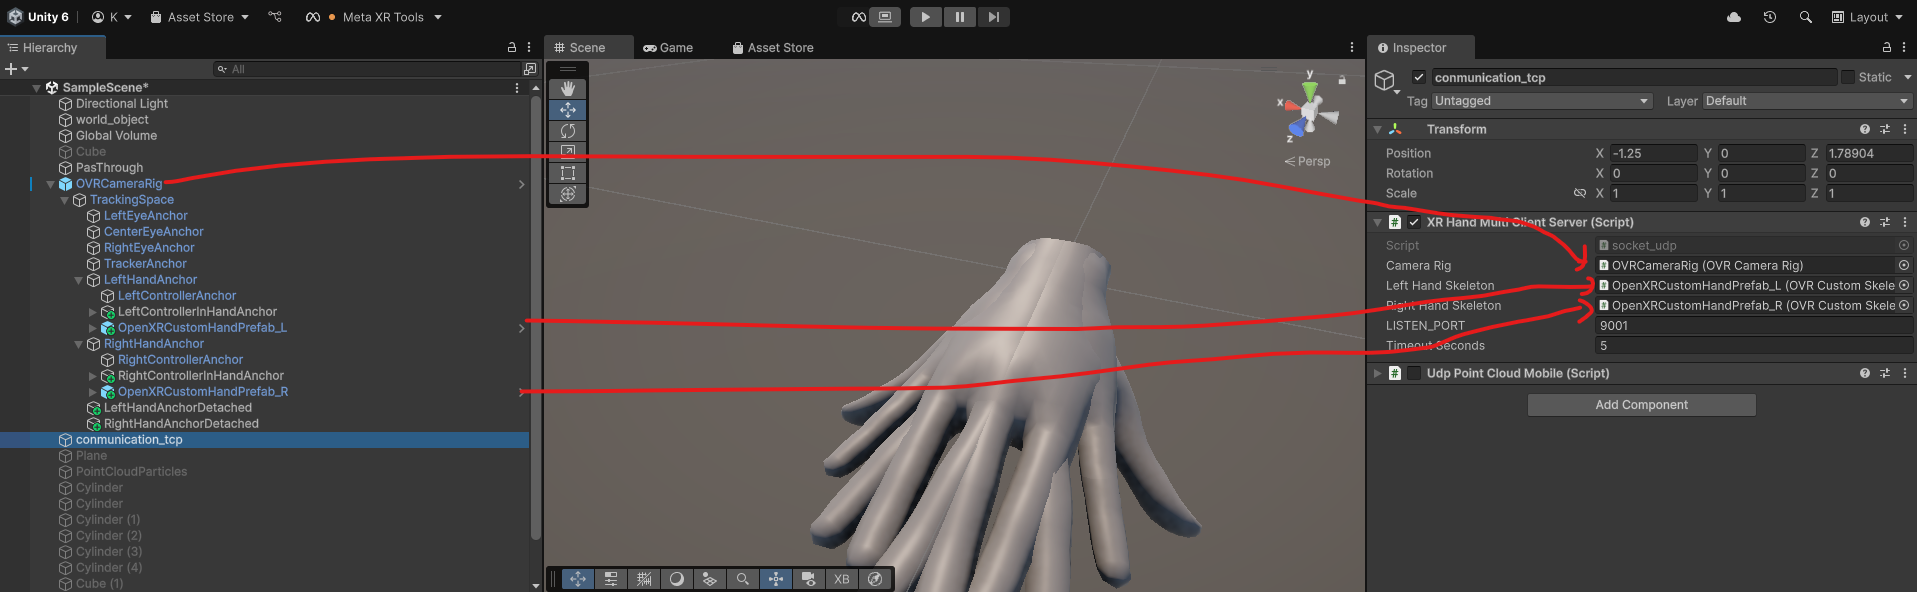 Unity 6 K Asset Store Meta XR Tools Layout
Hierarchy
All
SampleScene*
Directional Light
world_object
Global Volume
Cube
PasThrough
OVRCameraRig
TrackingSpace
LeftEyeAnchor
CenterEyeAnchor
RightEyeAnchor
TrackerAnchor
LeftHandAnchor
LeftControllerAnchor
LeftControllerInHandAnchor
OpenXRCustomHandPrefab_L
RightHandAnchor
RightControllerAnchor
RightControllerInHandAnchor
OpenXRCustomHandPrefab_R
LeftHandAnchorDetached
RightHandAnchorDetached
conmunication_tcp
Plane
PointCloudParticles
Cylinder
Cylinder
Cylinder (1)
Cylinder (2)
Cylinder (3)
Cylinder (4)
Cube (1)
Scene Game Asset Store
y
x
z
Persp
XB
Inspector
conmunication_tcp Static
Tag Untagged Layer Default
Transform
Position X -1.25 Y 0 Z 1.78904
Rotation X 0 Y 0 Z 0
Scale X 1 Y 1 Z 1
# XR Hand Multi Client Server (Script)
Script # socket_udp
Camera Rig # OVRCameraRig (OVR Camera Rig)
Left Hand Skeleton # OpenXRCustomHandPrefab_L (OVR Custom Skele
Right Hand Skeleton # OpenXRCustomHandPrefab_R (OVR Custom Skele
LISTEN_PORT 9001
Timeout Seconds 5
# Udp Point Cloud Mobile (Script)
Add Component